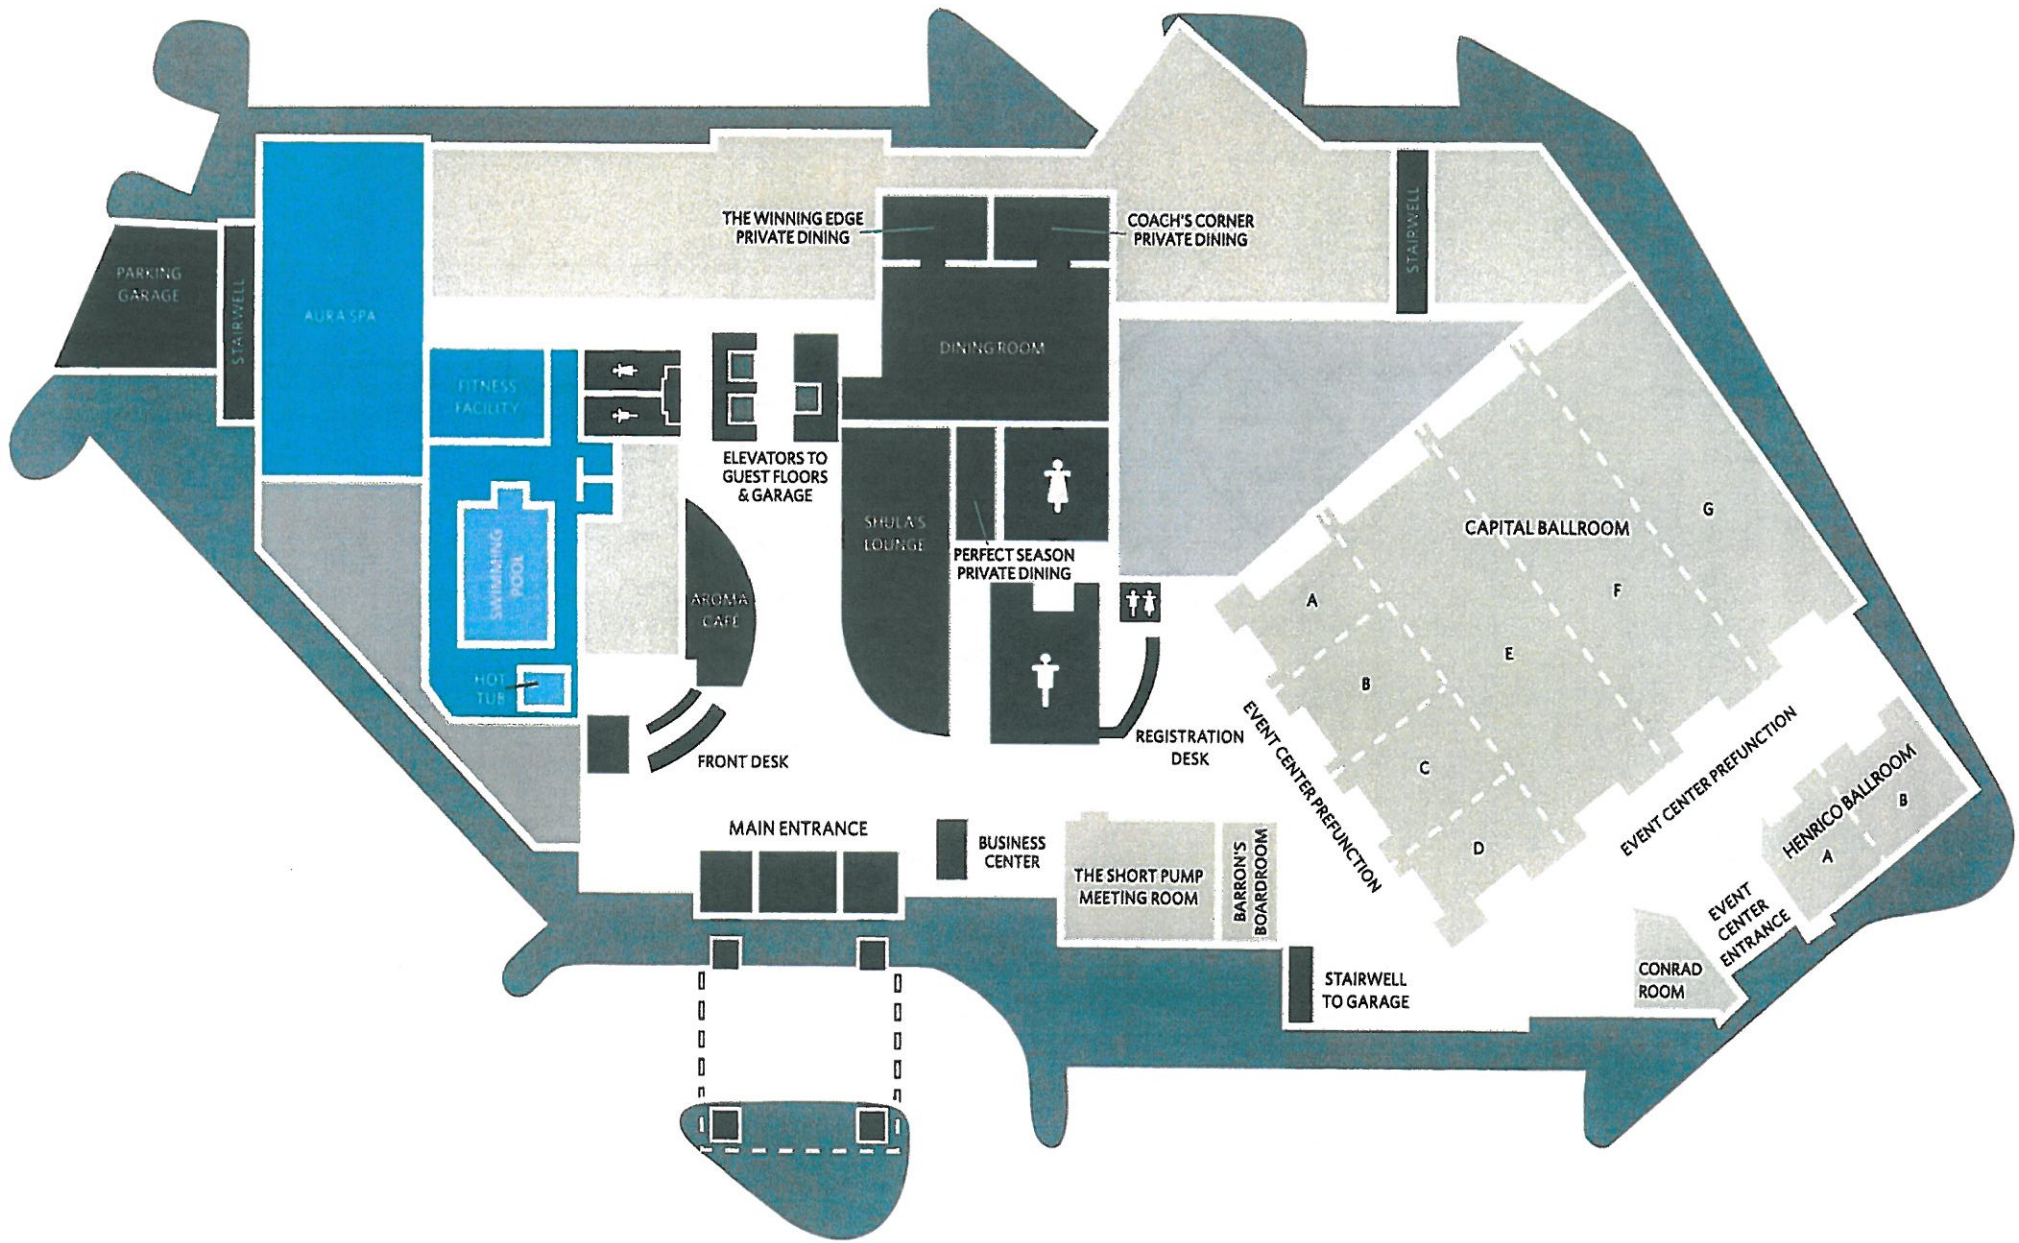 THE WINNING EDGE
PRIVATE DINING
COACH'S CORNER
PRIVATE DINING
STAIRWELL
PARKING
GARAGE
STAIRWELL
AURA SPA
DINING ROOM
FITNESS
FACILITY
ELEVATORS TO
GUEST FLOORS
& GARAGE
SHULA'S
LOUNGE
PERFECT SEASON
PRIVATE DINING
SWIMMING
POOL
AROMA
CAFE
HOT
TUB
FRONT DESK
REGISTRATION
DESK
CAPITAL BALLROOM
A
B
C
D
E
F
G
EVENT CENTER PREFUNCTION
EVENT CENTER PREFUNCTION
HENRICO BALLROOM
A
B
MAIN ENTRANCE
BUSINESS
CENTER
THE SHORT PUMP
MEETING ROOM
BARRON'S
BOARDROOM
EVENT
CENTER
ENTRANCE
CONRAD
ROOM
STAIRWELL
TO GARAGE